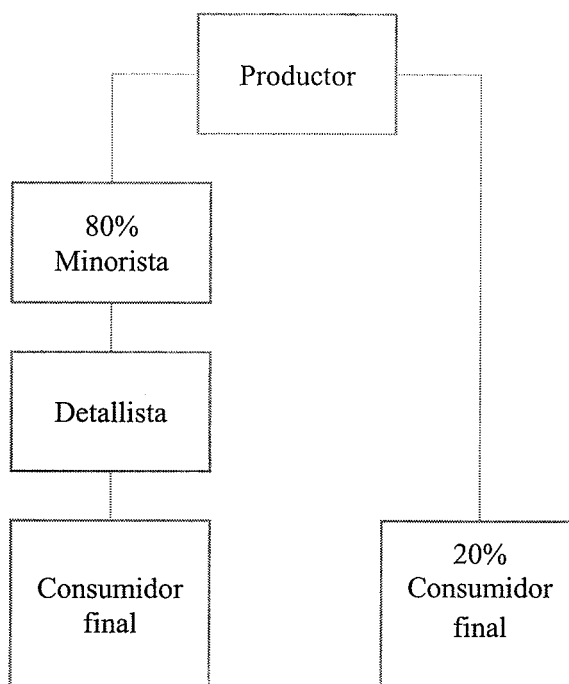 Productor
80%
Minorista
Detallista
Consumidor
final
20%
Consumidor
final